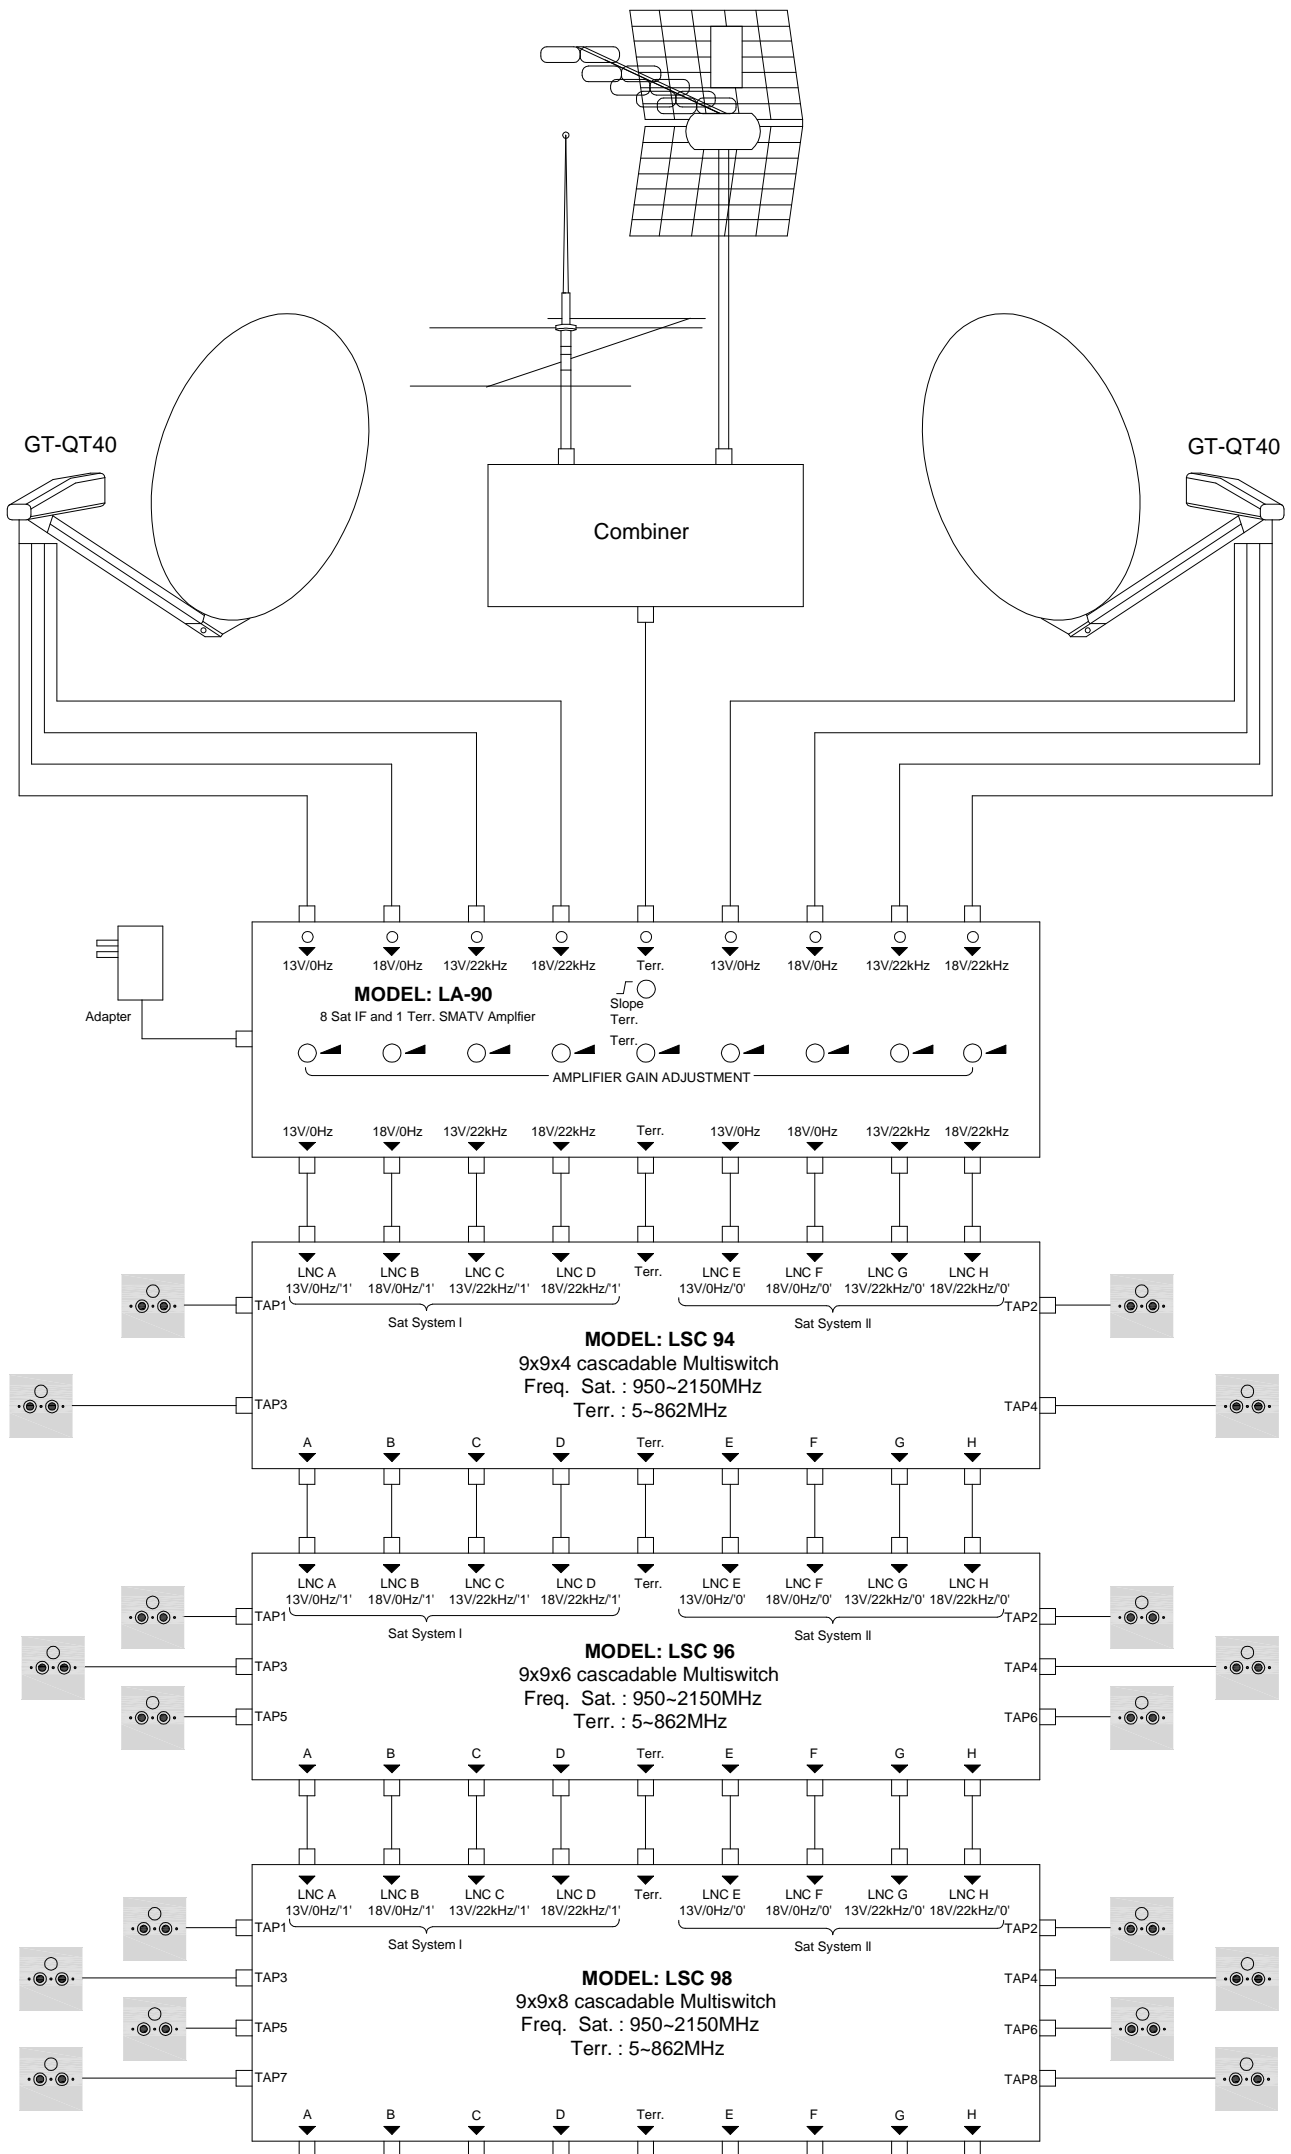 GT-QT40
GT-QT40
Combiner
13V/0Hz 18V/0Hz 13V/22kHz 18V/22kHz Terr. 13V/0Hz 18V/0Hz 13V/22kHz 18V/22kHz
MODEL: LA-90
8 Sat IF and 1 Terr. SMATV Amplfier
Slope
Terr.
Terr.
Adapter
AMPLIFIER GAIN ADJUSTMENT
13V/0Hz 18V/0Hz 13V/22kHz 18V/22kHz Terr. 13V/0Hz 18V/0Hz 13V/22kHz 18V/22kHz
LNC A LNC B LNC C LNC D Terr. LNC E LNC F LNC G LNC H
13V/0Hz/'1' 18V/0Hz/'1' 13V/22kHz/'1' 18V/22kHz/'1' 13V/0Hz/'0' 18V/0Hz/'0' 13V/22kHz/'0' 18V/22kHz/'0'
TAP1 TAP2
Sat System I Sat System II
MODEL: LSC 94
9x9x4 cascadable Multiswitch
Freq. Sat. : 950~2150MHz
Terr. : 5~862MHz
TAP3 TAP4
A B C D Terr. E F G H
LNC A LNC B LNC C LNC D Terr. LNC E LNC F LNC G LNC H
13V/0Hz/'1' 18V/0Hz/'1' 13V/22kHz/'1' 18V/22kHz/'1' 13V/0Hz/'0' 18V/0Hz/'0' 13V/22kHz/'0' 18V/22kHz/'0'
TAP1 TAP2
Sat System I Sat System II
MODEL: LSC 96
TAP3 TAP4
9x9x6 cascadable Multiswitch
Freq. Sat. : 950~2150MHz
Terr. : 5~862MHz
TAP5 TAP6
A B C D Terr. E F G H
LNC A LNC B LNC C LNC D Terr. LNC E LNC F LNC G LNC H
13V/0Hz/'1' 18V/0Hz/'1' 13V/22kHz/'1' 18V/22kHz/'1' 13V/0Hz/'0' 18V/0Hz/'0' 13V/22kHz/'0' 18V/22kHz/'0'
TAP1 TAP2
Sat System I Sat System II
TAP3 TAP4
MODEL: LSC 98
9x9x8 cascadable Multiswitch
Freq. Sat. : 950~2150MHz
Terr. : 5~862MHz
TAP5 TAP6
TAP7 TAP8
A B C D Terr. E F G H